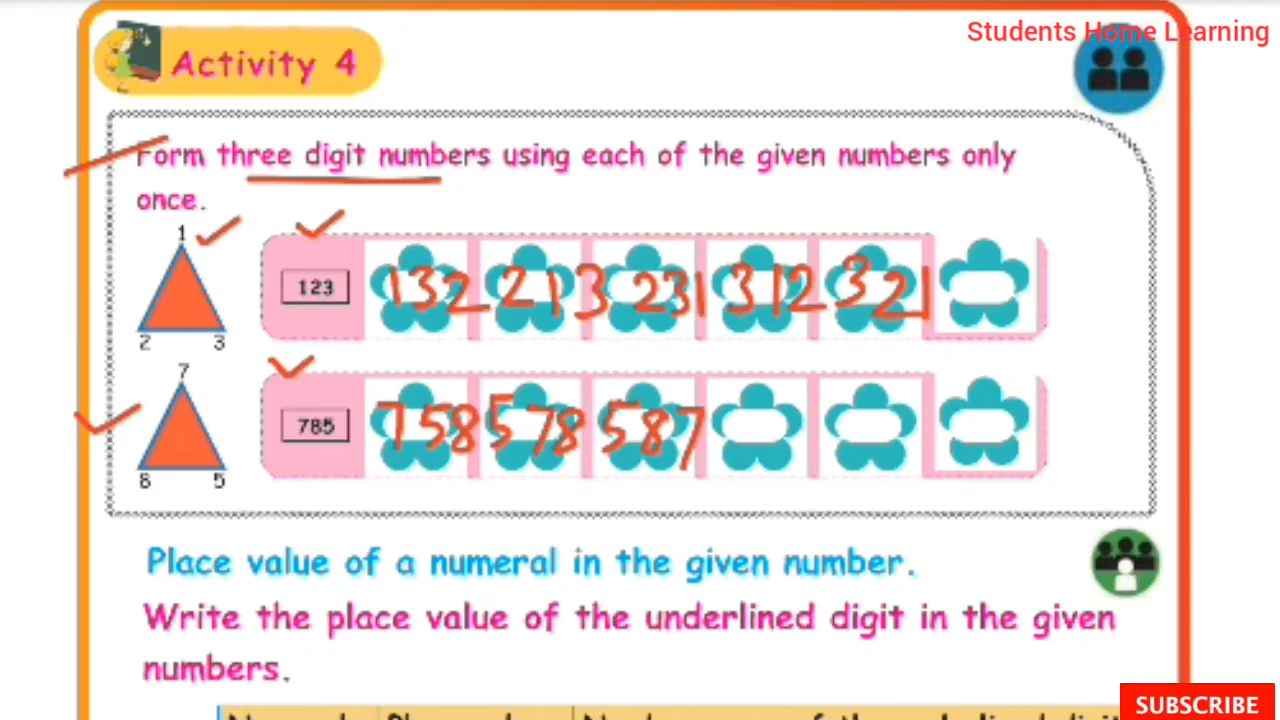 Students Home Learning
Activity 4
Form three digit numbers using each of the given numbers only
once.
1
2 3
123 132 213 231 312 321
7
8 5
785 758 578 587
Place value of a numeral in the given number.
Write the place value of the underlined digit in the given
numbers.
SUBSCRIBE